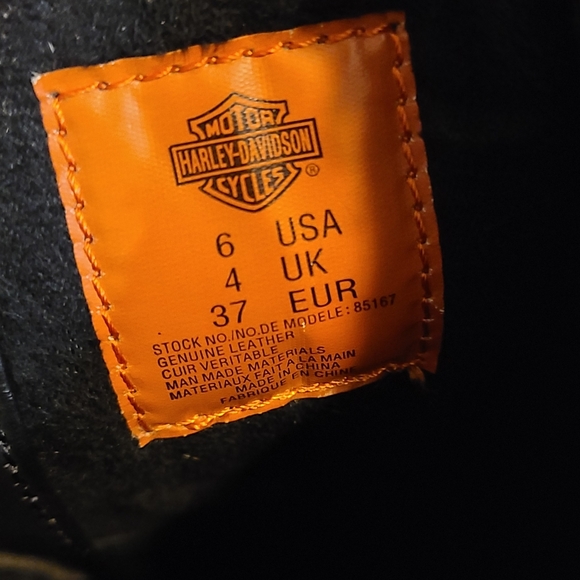 MOTOR
HARLEY-DAVIDSON
CYCLES
®
6 USA
4 UK
37 EUR
STOCK NO./NO.DE MODELE: 85167
GENUINE LEATHER
CUIR VERITABLE
MAN MADE MATERIALS
MATERIAUX FAIT A LA MAIN
MADE IN CHINA
FABRIQUE EN CHINE